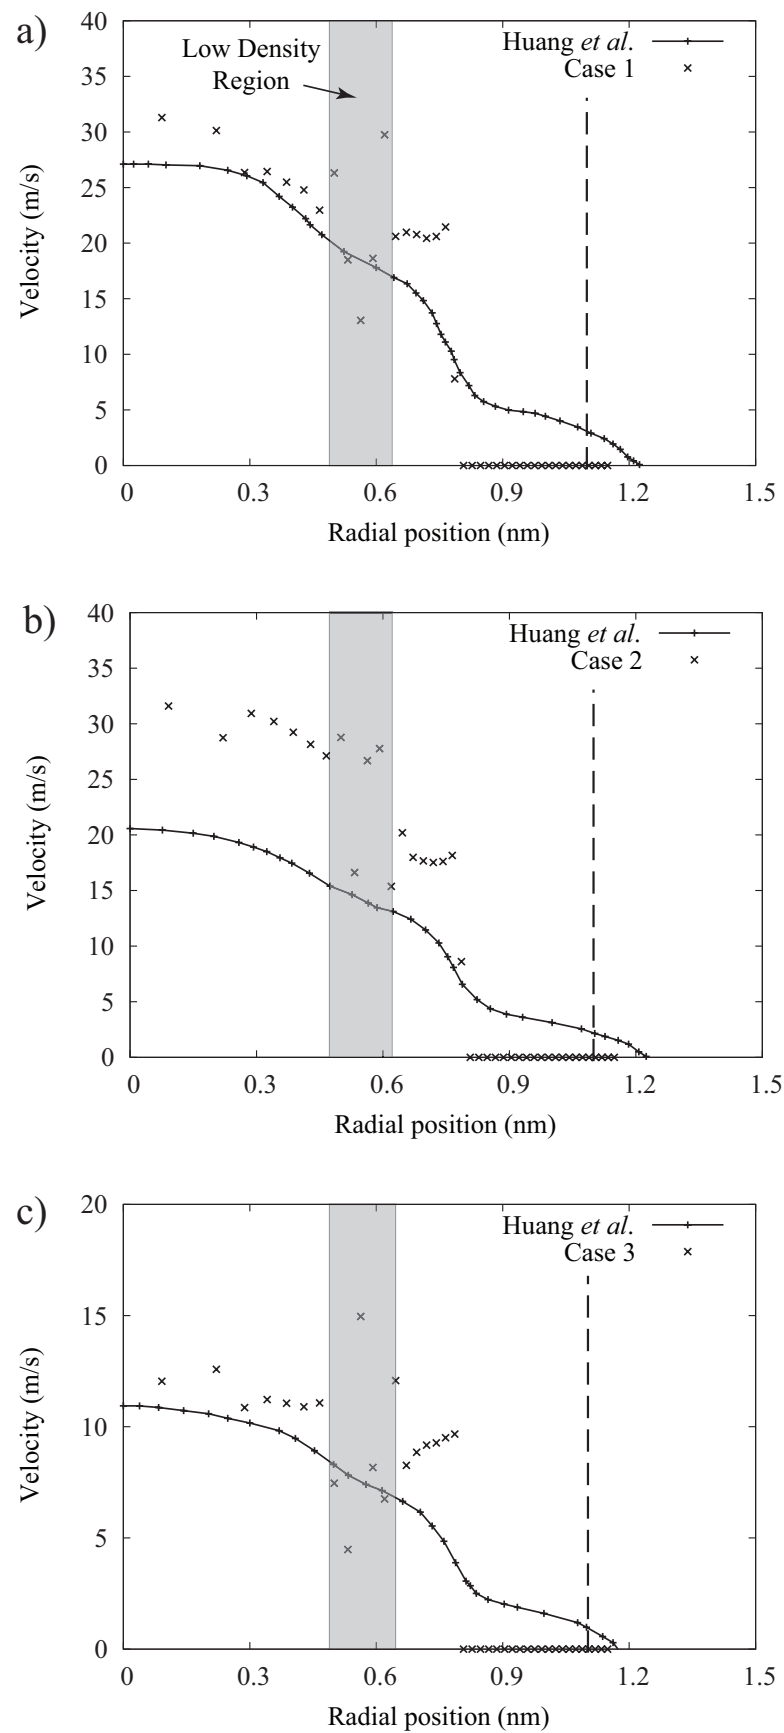 a)
40
35
30
25
20
15
10
5
0
Velocity (m/s)
Low Density
Region
Huang et al.
Case 1
0 0.3 0.6 0.9 1.2 1.5
Radial position (nm)
b)
40
35
30
25
20
15
10
5
0
Velocity (m/s)
Huang et al.
Case 2
0 0.3 0.6 0.9 1.2 1.5
Radial position (nm)
c)
20
15
10
5
0
Velocity (m/s)
Huang et al.
Case 3
0 0.3 0.6 0.9 1.2 1.5
Radial position (nm)